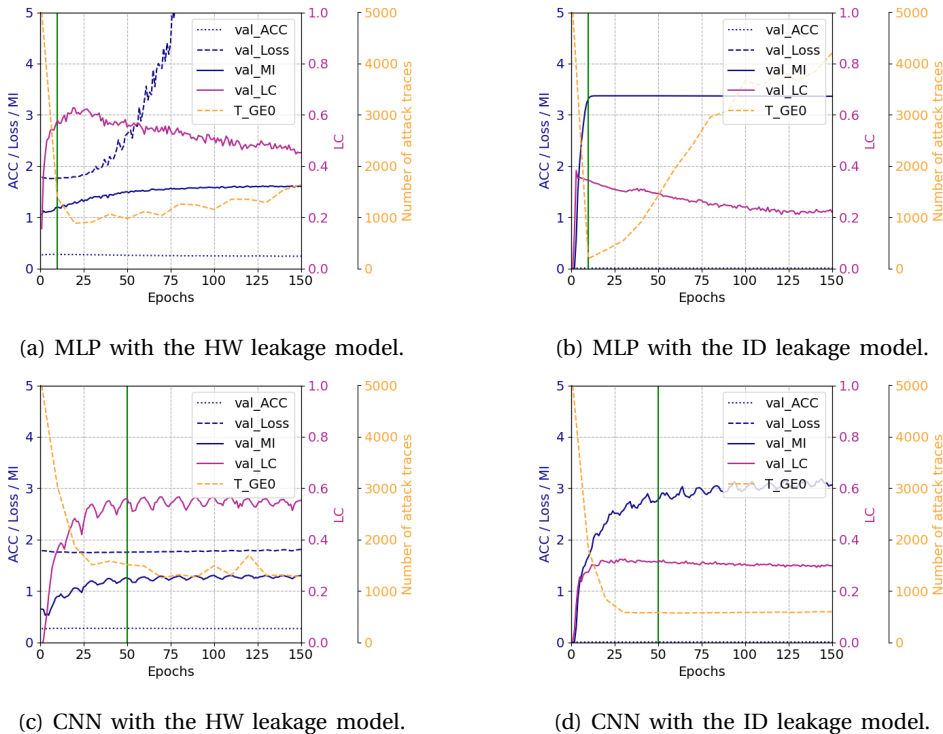 5
4
3
2
1
0
ACC / Loss / MI
0 25 50 75 100 125 150
Epochs
val_ACC
val_Loss
val_MI
val_LC
T_GE0
1.0
0.8
0.6
0.4
0.2
0.0
LC
5000
4000
3000
2000
1000
0
Number of attack traces
(a) MLP with the HW leakage model.
5
4
3
2
1
0
ACC / Loss / MI
0 25 50 75 100 125 150
Epochs
val_ACC
val_Loss
val_MI
val_LC
T_GE0
1.0
0.8
0.6
0.4
0.2
0.0
LC
5000
4000
3000
2000
1000
0
Number of attack traces
(b) MLP with the ID leakage model.
5
4
3
2
1
0
ACC / Loss / MI
0 25 50 75 100 125 150
Epochs
val_ACC
val_Loss
val_MI
val_LC
T_GE0
1.0
0.8
0.6
0.4
0.2
0.0
LC
5000
4000
3000
2000
1000
0
Number of attack traces
(c) CNN with the HW leakage model.
5
4
3
2
1
0
ACC / Loss / MI
0 25 50 75 100 125 150
Epochs
val_ACC
val_Loss
val_MI
val_LC
T_GE0
1.0
0.8
0.6
0.4
0.2
0.0
LC
5000
4000
3000
2000
1000
0
Number of attack traces
(d) CNN with the ID leakage model.